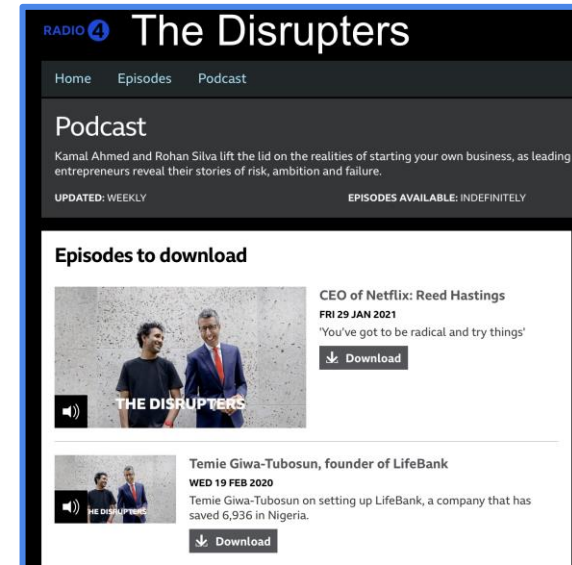 RADIO 4 The Disrupters
Home Episodes Podcast
Podcast
Kamal Ahmed and Rohan Silva lift the lid on the realities of starting your own business, as leading
entrepreneurs reveal their stories of risk, ambition and failure.
UPDATED: WEEKLY EPISODES AVAILABLE: INDEFINITELY
Episodes to download
THE DISRUPTERS
CEO of Netflix: Reed Hastings
FRI 29 JAN 2021
'You've got to be radical and try things'
Download
THE DISRUPTERS
Temie Giwa-Tubosun, founder of LifeBank
WED 19 FEB 2020
Temie Giwa-Tubosun on setting up LifeBank, a company that has
saved 6,936 in Nigeria.
Download